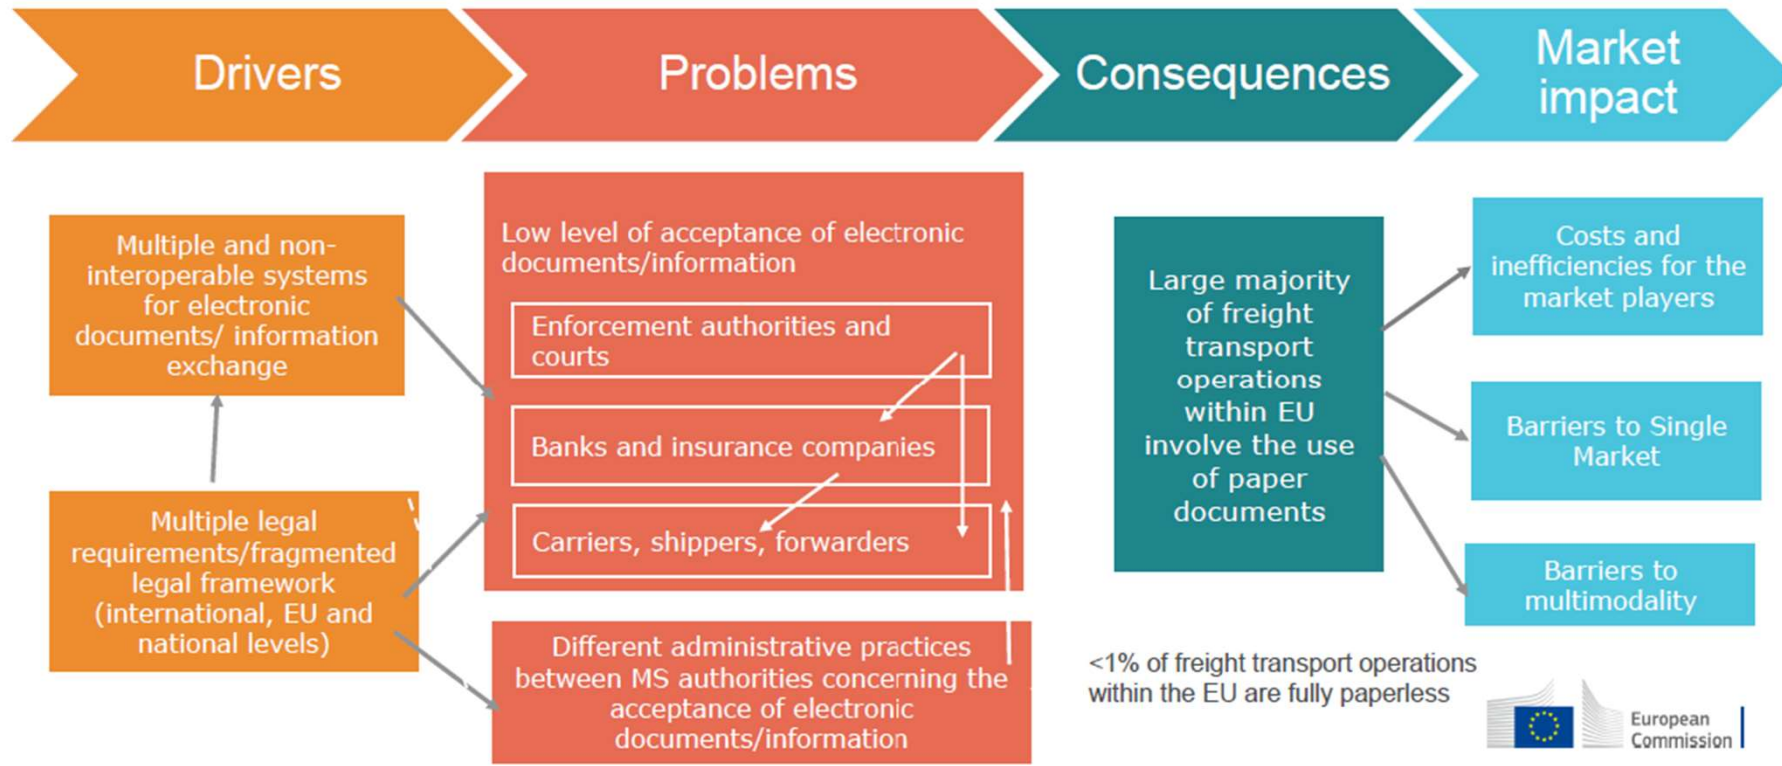 Drivers
Problems
Consequences
Market
impact
Multiple and non-
interoperable systems
for electronic
documents/ information
exchange
Multiple legal
requirements/fragmented
legal framework
(international, EU and
national levels)
Low level of acceptance of electronic
documents/information
Enforcement authorities and
courts
Banks and insurance companies
Carriers, shippers, forwarders
Different administrative practices
between MS authorities concerning the
acceptance of electronic
documents/information
Large majority
of freight
transport
operations
within EU
involve the use
of paper
documents
<1% of freight transport operations
within the EU are fully paperless
Costs and
inefficiencies for the
market players
Barriers to Single
Market
Barriers to
multimodality
European
Commission